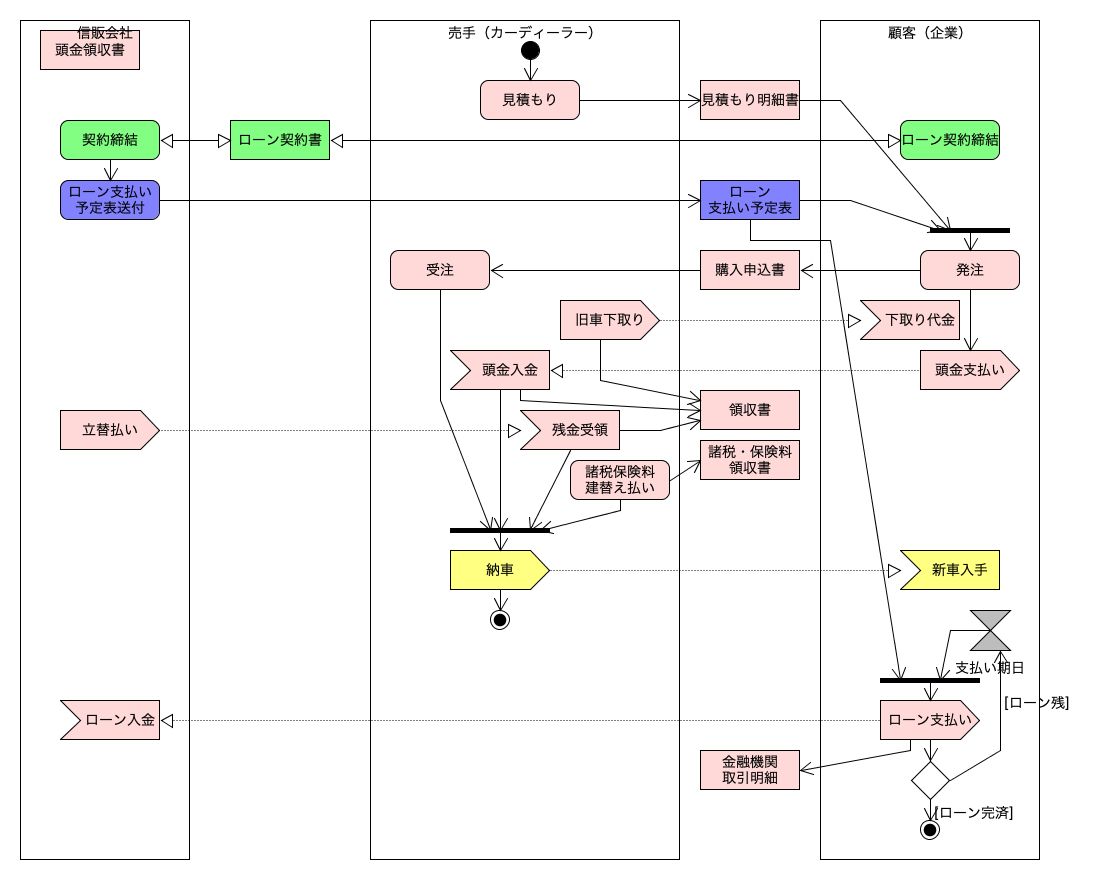 信販会社
売手（カーディーラー）
顧客（企業）
頭金領収書
見積もり
見積もり明細書
契約締結
ローン契約書
ローン契約締結
ローン支払い
予定表送付
ローン
支払い予定表
受注
購入申込書
発注
旧車下取り
下取り代金
頭金入金
頭金支払い
領収書
立替払い
残金受領
諸税・保険料
領収書
諸税保険料
建替え払い
納車
新車入手
支払い期日
[ローン残]
ローン入金
ローン支払い
金融機関
取引明細
[ローン完済]